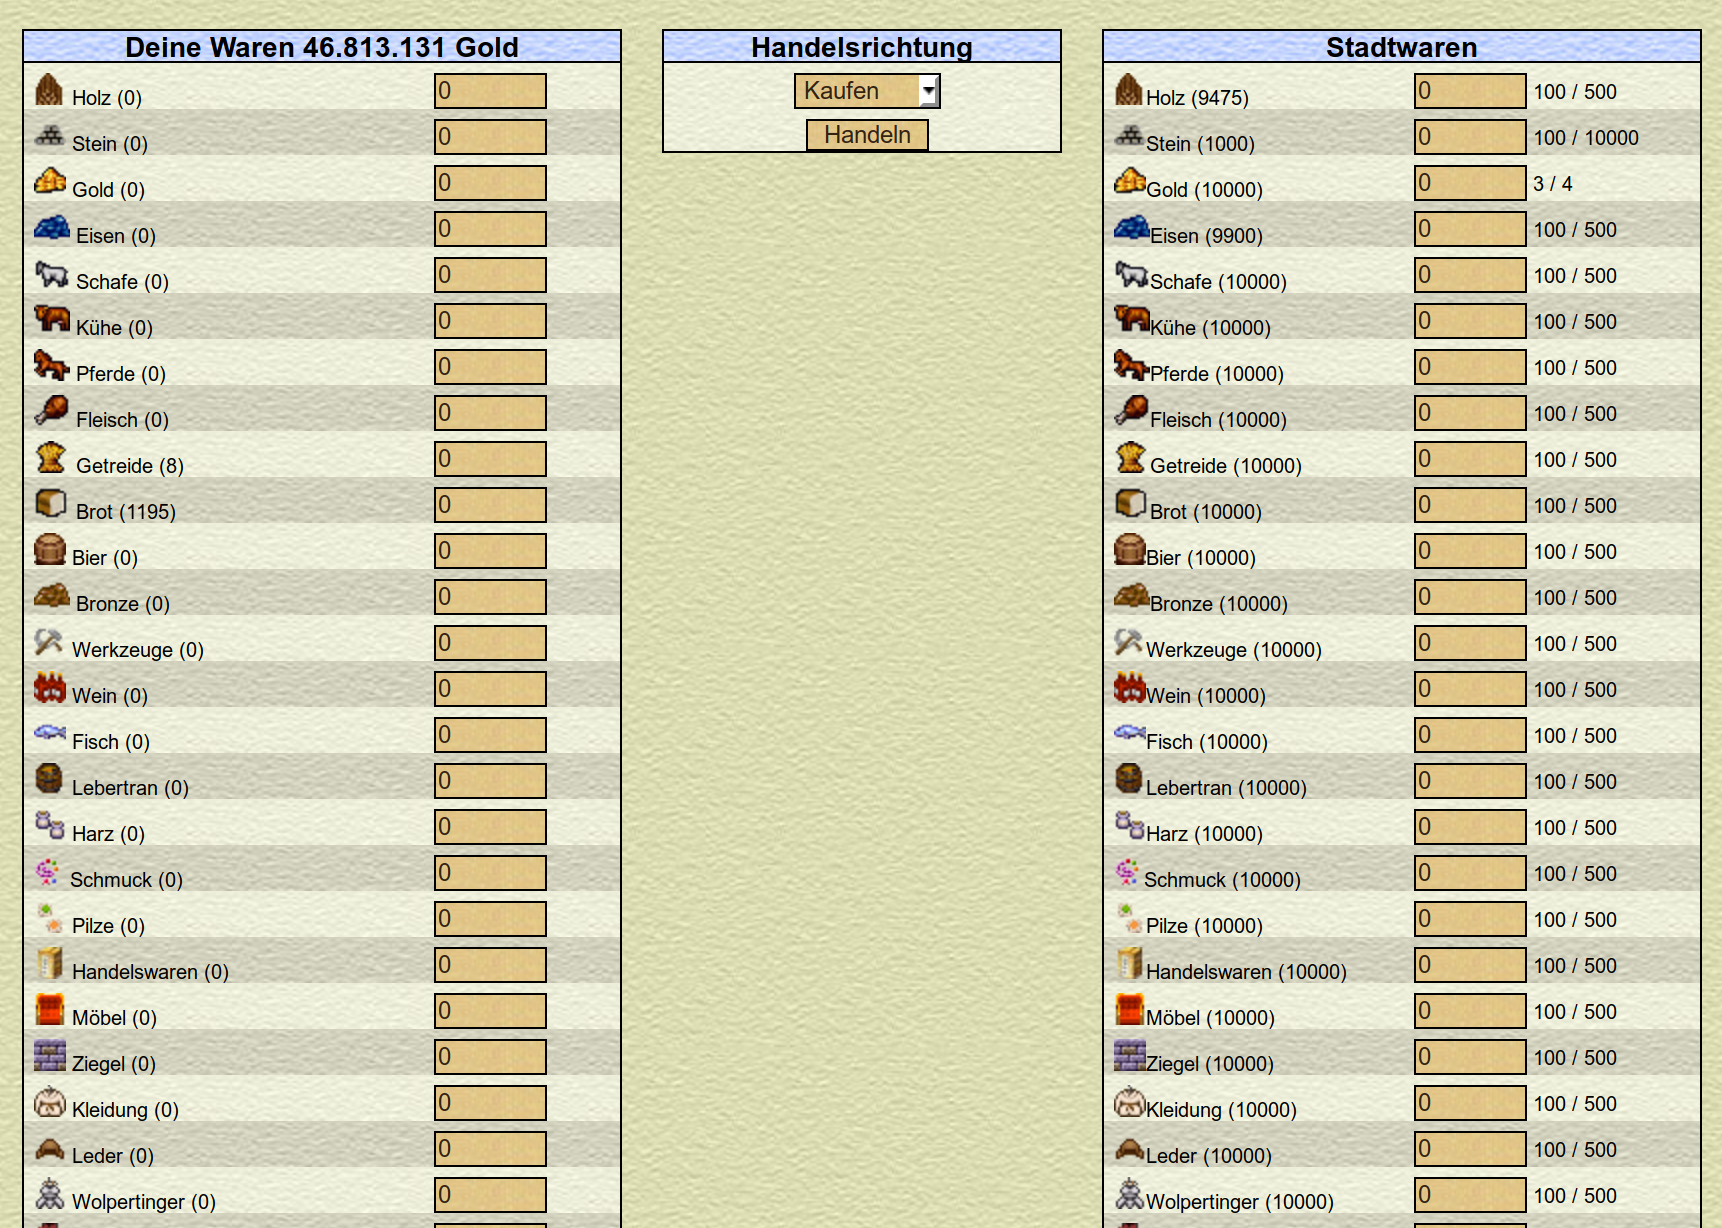 Deine Waren 46.813.131 Gold
Holz (0) 0
Stein (0) 0
Gold (0) 0
Eisen (0) 0
Schafe (0) 0
Kühe (0) 0
Pferde (0) 0
Fleisch (0) 0
Getreide (8) 0
Brot (1195) 0
Bier (0) 0
Bronze (0) 0
Werkzeuge (0) 0
Wein (0) 0
Fisch (0) 0
Lebertran (0) 0
Harz (0) 0
Schmuck (0) 0
Pilze (0) 0
Handelswaren (0) 0
Möbel (0) 0
Ziegel (0) 0
Kleidung (0) 0
Leder (0) 0
Wolpertinger (0) 0
Handelsrichtung
Kaufen
Handeln
Stadtwaren
Holz (9475) 0 100 / 500
Stein (1000) 0 100 / 10000
Gold (10000) 0 3 / 4
Eisen (9900) 0 100 / 500
Schafe (10000) 0 100 / 500
Kühe (10000) 0 100 / 500
Pferde (10000) 0 100 / 500
Fleisch (10000) 0 100 / 500
Getreide (10000) 0 100 / 500
Brot (10000) 0 100 / 500
Bier (10000) 0 100 / 500
Bronze (10000) 0 100 / 500
Werkzeuge (10000) 0 100 / 500
Wein (10000) 0 100 / 500
Fisch (10000) 0 100 / 500
Lebertran (10000) 0 100 / 500
Harz (10000) 0 100 / 500
Schmuck (10000) 0 100 / 500
Pilze (10000) 0 100 / 500
Handelswaren (10000) 0 100 / 500
Möbel (10000) 0 100 / 500
Ziegel (10000) 0 100 / 500
Kleidung (10000) 0 100 / 500
Leder (10000) 0 100 / 500
Wolpertinger (10000) 0 100 / 500